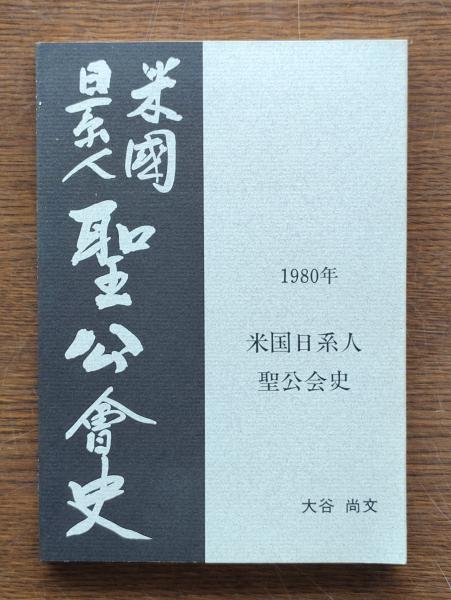 米國
日系人
聖公會史
1980年
米国日系人
聖公会史
大谷 尚文